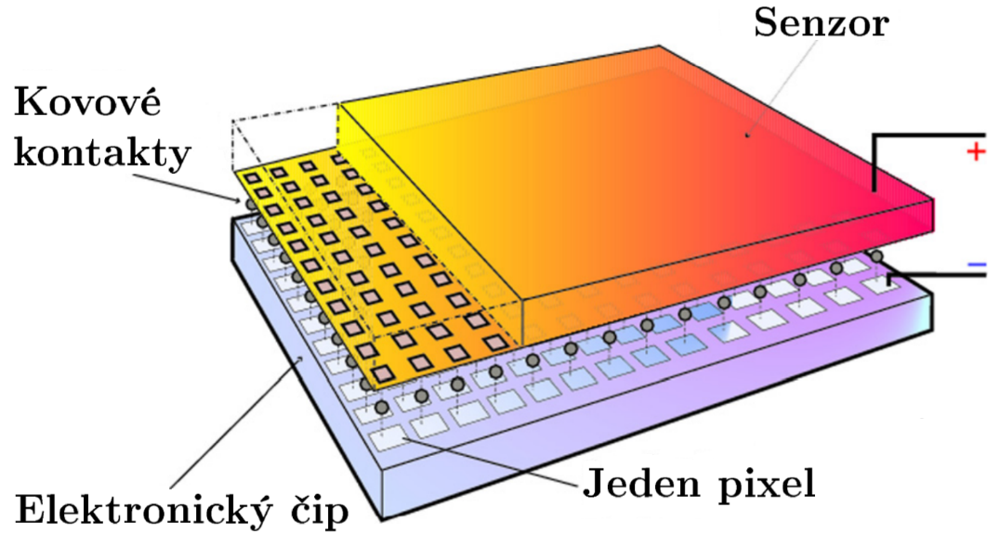 Senzor
Kovové
kontakty
+
−
Jeden pixel
Elektronický čip